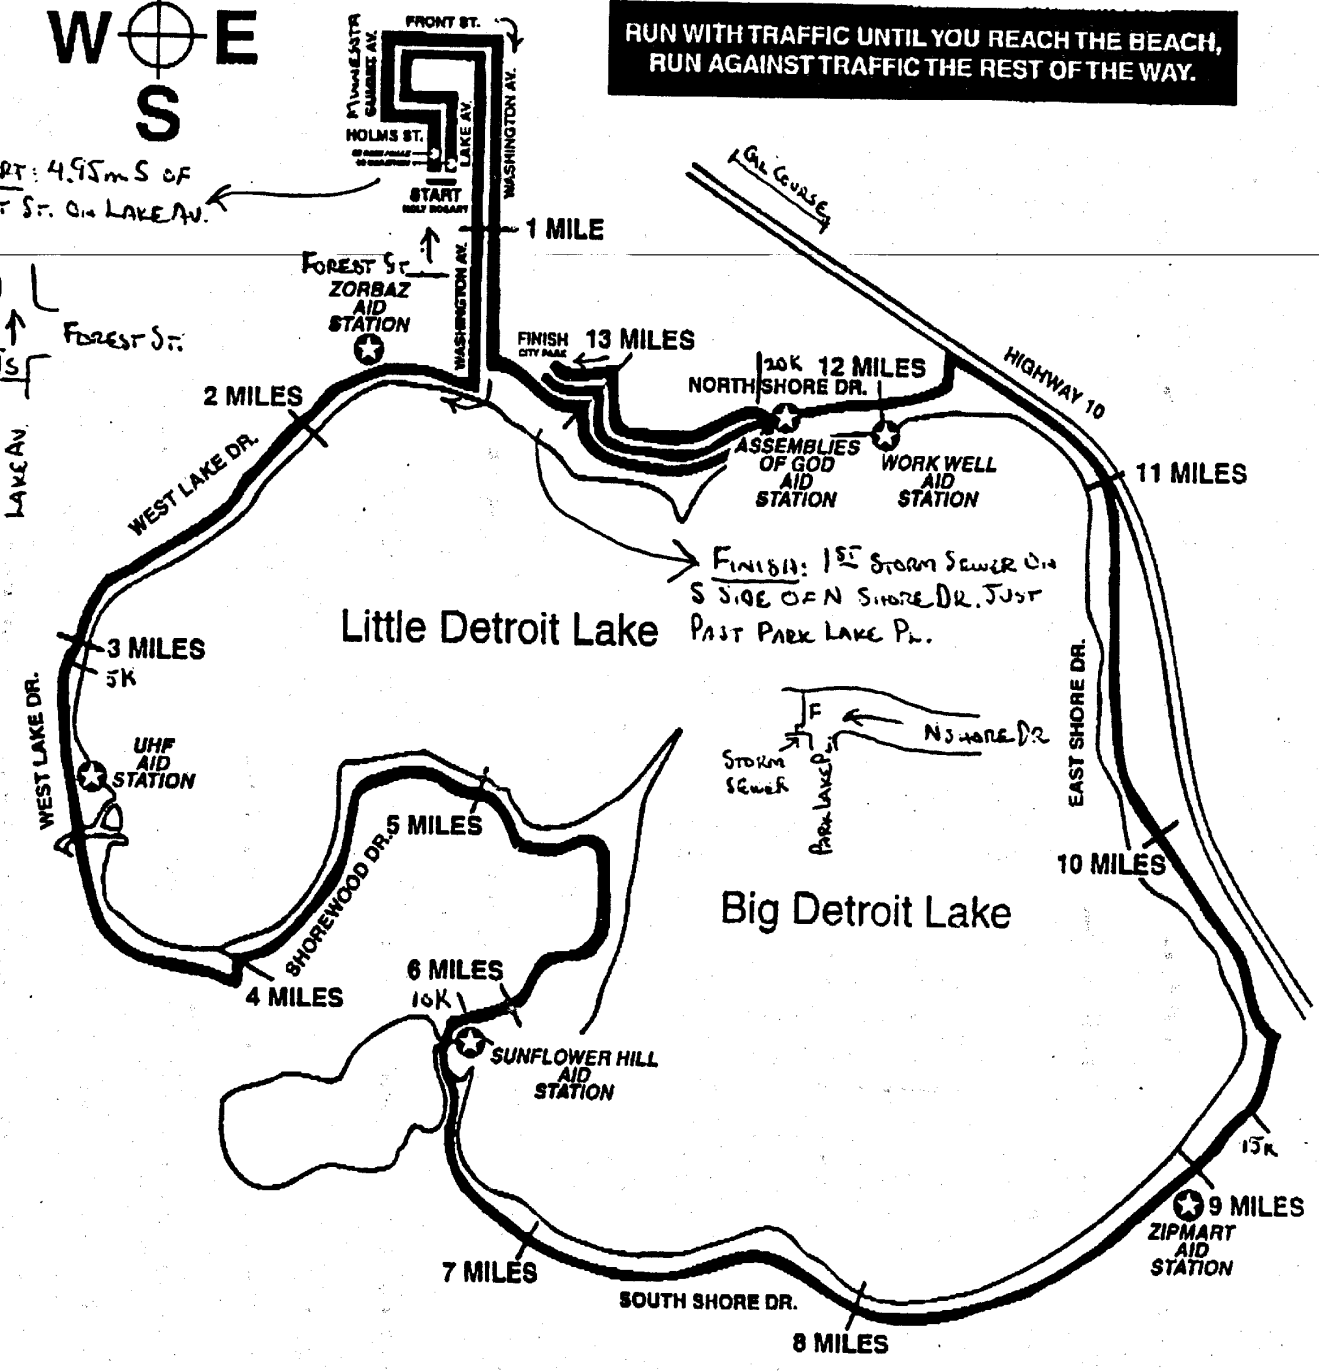 W E
S
RUN WITH TRAFFIC UNTIL YOU REACH THE BEACH,
RUN AGAINST TRAFFIC THE REST OF THE WAY.
FRONT ST.
MINNESOTA
SUMMIT AV.
WASHINGTON AV.
LAKE AV.
HOLMS ST.
START
HOLY ROSARY
RT: 4.95m S OF
T ST. ON LAKE AV.
CAL COURSE
1 MILE
FOREST ST.
WASHINGTON AV.
ZORBAZ
AID
STATION
FOREST ST.
S
LAKE AV
FINISH
CITY PARK
13 MILES
20K
12 MILES
NORTH SHORE DR.
HIGHWAY 10
2 MILES
WEST LAKE DR.
ASSEMBLIES
OF GOD
AID
STATION
WORK WELL
AID
STATION
11 MILES
FINISH: 1ST STORM SEWER ON
S SIDE OF N SHORE DR. JUST
PAST PARK LAKE PL.
Little Detroit Lake
3 MILES
5K
WEST LAKE DR.
UHF
AID
STATION
F
N SHORE DR
STORM
SEWER
PARK LAKE PL.
EAST SHORE DR.
5 MILES
SHOREWOOD DR.
10 MILES
Big Detroit Lake
4 MILES
6 MILES
10K
SUNFLOWER HILL
AID
STATION
15K
9 MILES
ZIPMART
AID
STATION
7 MILES
SOUTH SHORE DR.
8 MILES